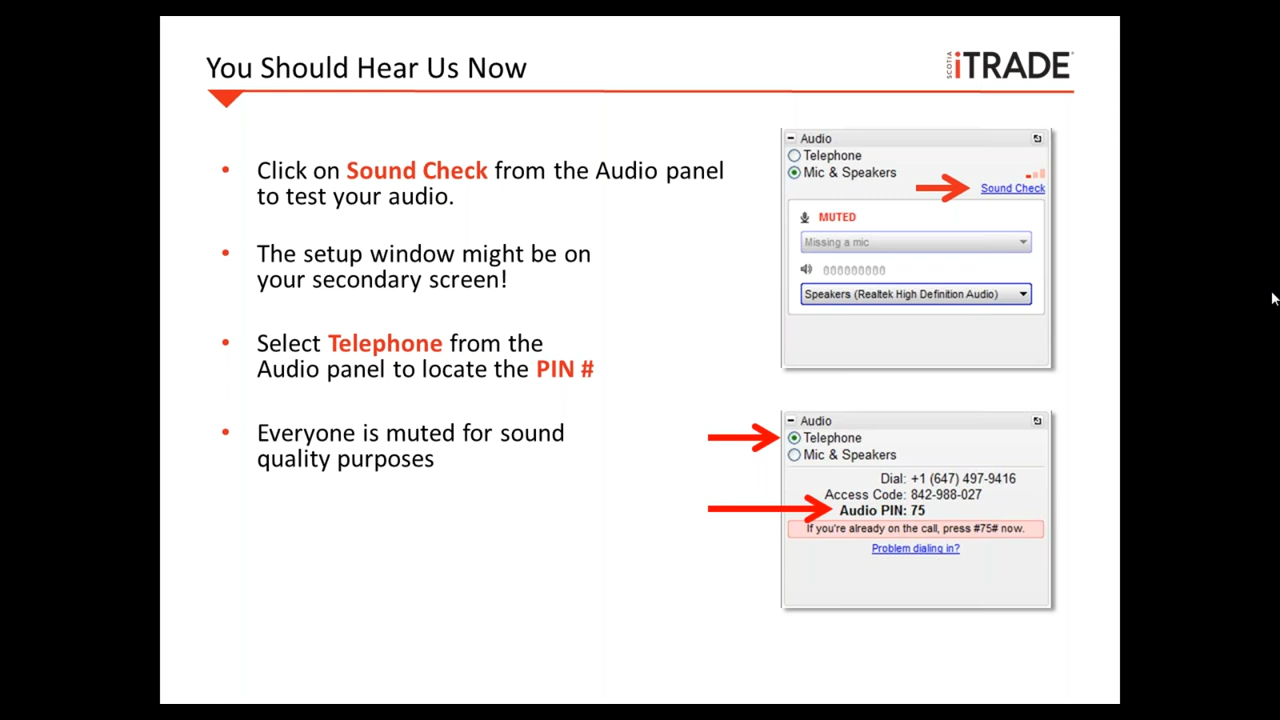 You Should Hear Us Now
SCOTIA
iTRADE
• Click on Sound Check from the Audio panel
to test your audio.
• The setup window might be on
your secondary screen!
• Select Telephone from the
Audio panel to locate the PIN #
• Everyone is muted for sound
quality purposes
Audio
Telephone
Mic & Speakers
Sound Check
MUTED
Missing a mic
Speakers (Realtek High Definition Audio)
Audio
Telephone
Mic & Speakers
Dial: +1 (647) 497-9416
Access Code: 842-988-027
Audio PIN: 75
If you're already on the call, press #75# now.
Problem dialing in?